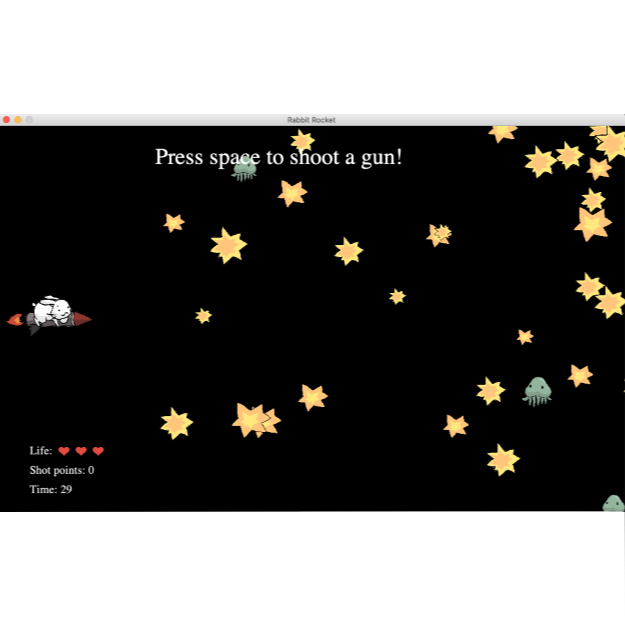 Rabbit Rocket
Press space to shoot a gun!
Life:
Shot points: 0
Time: 29